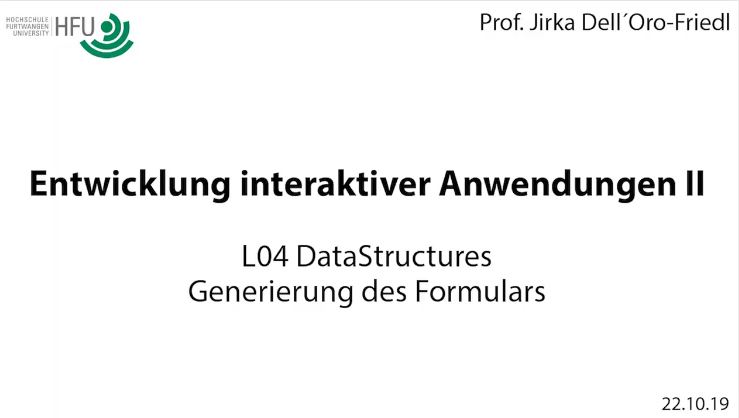 HOCHSCHULE
FURTWANGEN
UNIVERSITY
HFU
Prof. Jirka Dell´Oro-Friedl
Entwicklung interaktiver Anwendungen II
L04 DataStructures
Generierung des Formulars
22.10.19